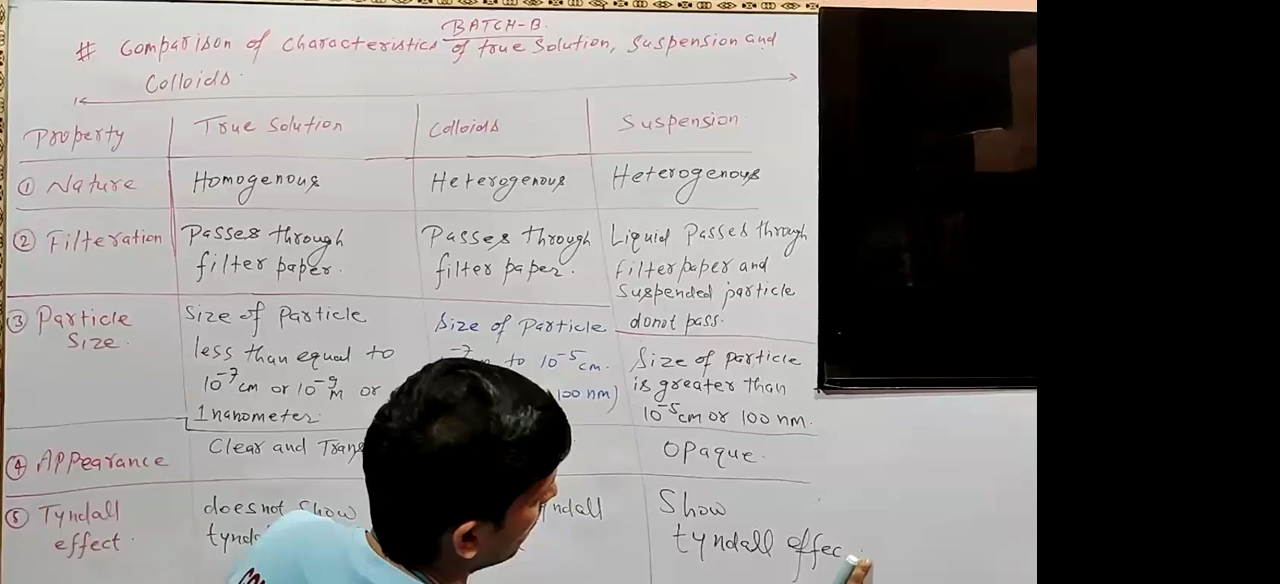 BATCH-B.
# Comparison of characteristics of true solution, suspension and
Colloids.
Property
True Solution
Colloids
Suspension
① Nature
Homogenous
Heterogenous
Heterogenous
② Filteration
Passes through
filter paper.
Passes through
filter paper.
Liquid Passes through
filter paper and
suspended particle
donot pass.
③ Particle
Size.
Size of Particle
less than equal to
10⁻⁷cm or 10⁻⁹m or
1 nanometer.
Size of Particle
to 10⁻⁵cm.
100 nm)
Size of particle
is greater than
10⁻⁵cm or 100 nm.
④ Appearance
Clear and
Opaque.
⑤ Tyndall
effect.
does not show
Show
tyndall effec